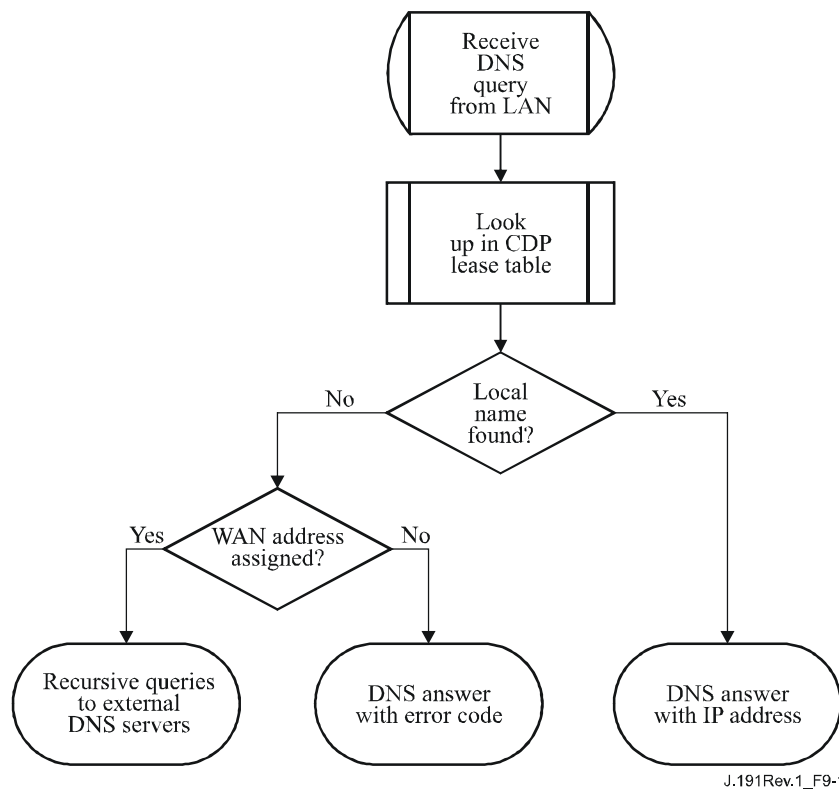 Receive
DNS
query
from LAN
Look
up in CDP
lease table
Local
name
found?
No
Yes
WAN address
assigned?
Yes
No
Recursive queries
to external
DNS servers
DNS answer
with error code
DNS answer
with IP address